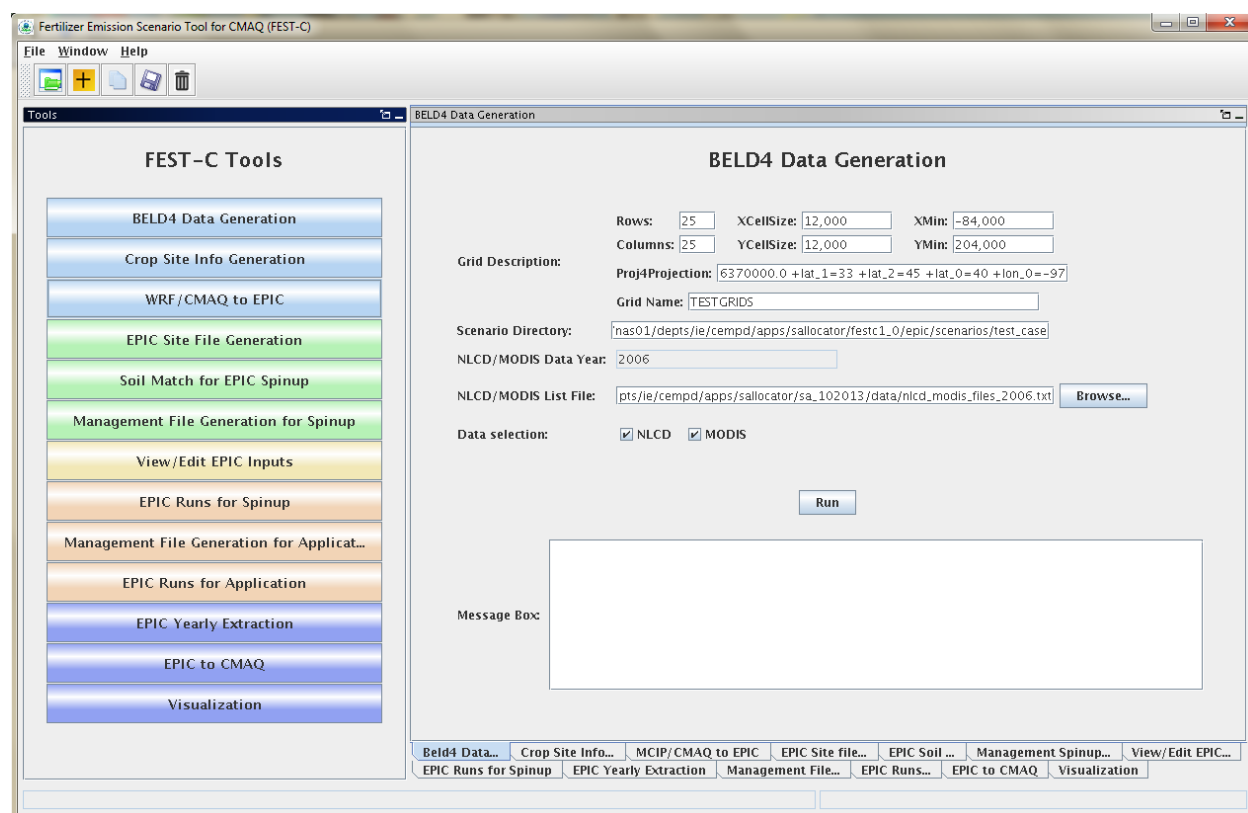 Fertilizer Emission Scenario Tool for CMAQ (FEST-C)
File Window Help
Tools
FEST-C Tools
BELD4 Data Generation
Crop Site Info Generation
WRF/CMAQ to EPIC
EPIC Site File Generation
Soil Match for EPIC Spinup
Management File Generation for Spinup
View/Edit EPIC Inputs
EPIC Runs for Spinup
Management File Generation for Applicat...
EPIC Runs for Application
EPIC Yearly Extraction
EPIC to CMAQ
Visualization
BELD4 Data Generation
BELD4 Data Generation
Grid Description:
Rows: 25 XCellSize: 12,000 XMin: -84,000
Columns: 25 YCellSize: 12,000 YMin: 204,000
Proj4Projection: 6370000.0 +lat_1=33 +lat_2=45 +lat_0=40 +lon_0=-97
Grid Name: TESTGRIDS
Scenario Directory: nas01/depts/ie/cempd/apps/sallocator/festc1_0/epic/scenarios/test_case
NLCD/MODIS Data Year: 2006
NLCD/MODIS List File: pts/ie/cempd/apps/sallocator/sa_102013/data/nlcd_modis_files_2006.txt Browse...
Data selection: NLCD MODIS
Run
Message Box:
Beld4 Data... Crop Site Info... MCIP/CMAQ to EPIC EPIC Site file... EPIC Soil ... Management Spinup... View/Edit EPIC...
EPIC Runs for Spinup EPIC Yearly Extraction Management File... EPIC Runs... EPIC to CMAQ Visualization